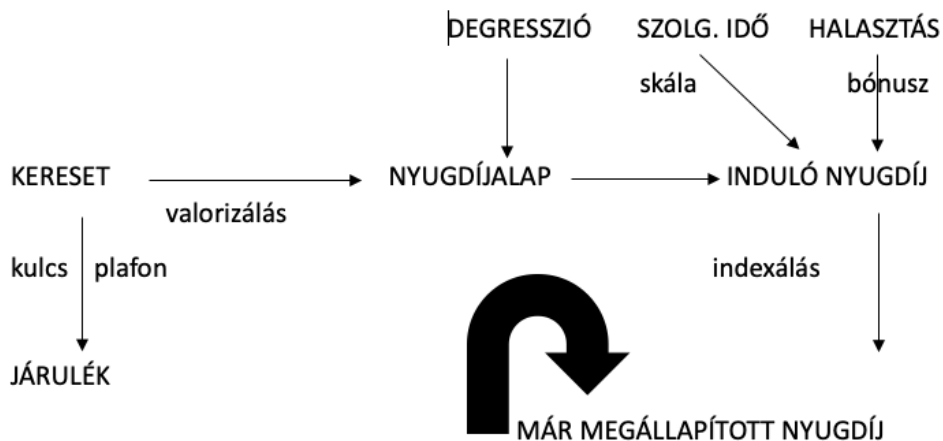 DEGRESSZIÓ SZOLG. IDŐ HALASZTÁS
skála bónusz
KERESET NYUGDÍJALAP INDULÓ NYUGDÍJ
valorizálás
kulcs plafon indexálás
JÁRULÉK
MÁR MEGÁLLAPÍTOTT NYUGDÍJ